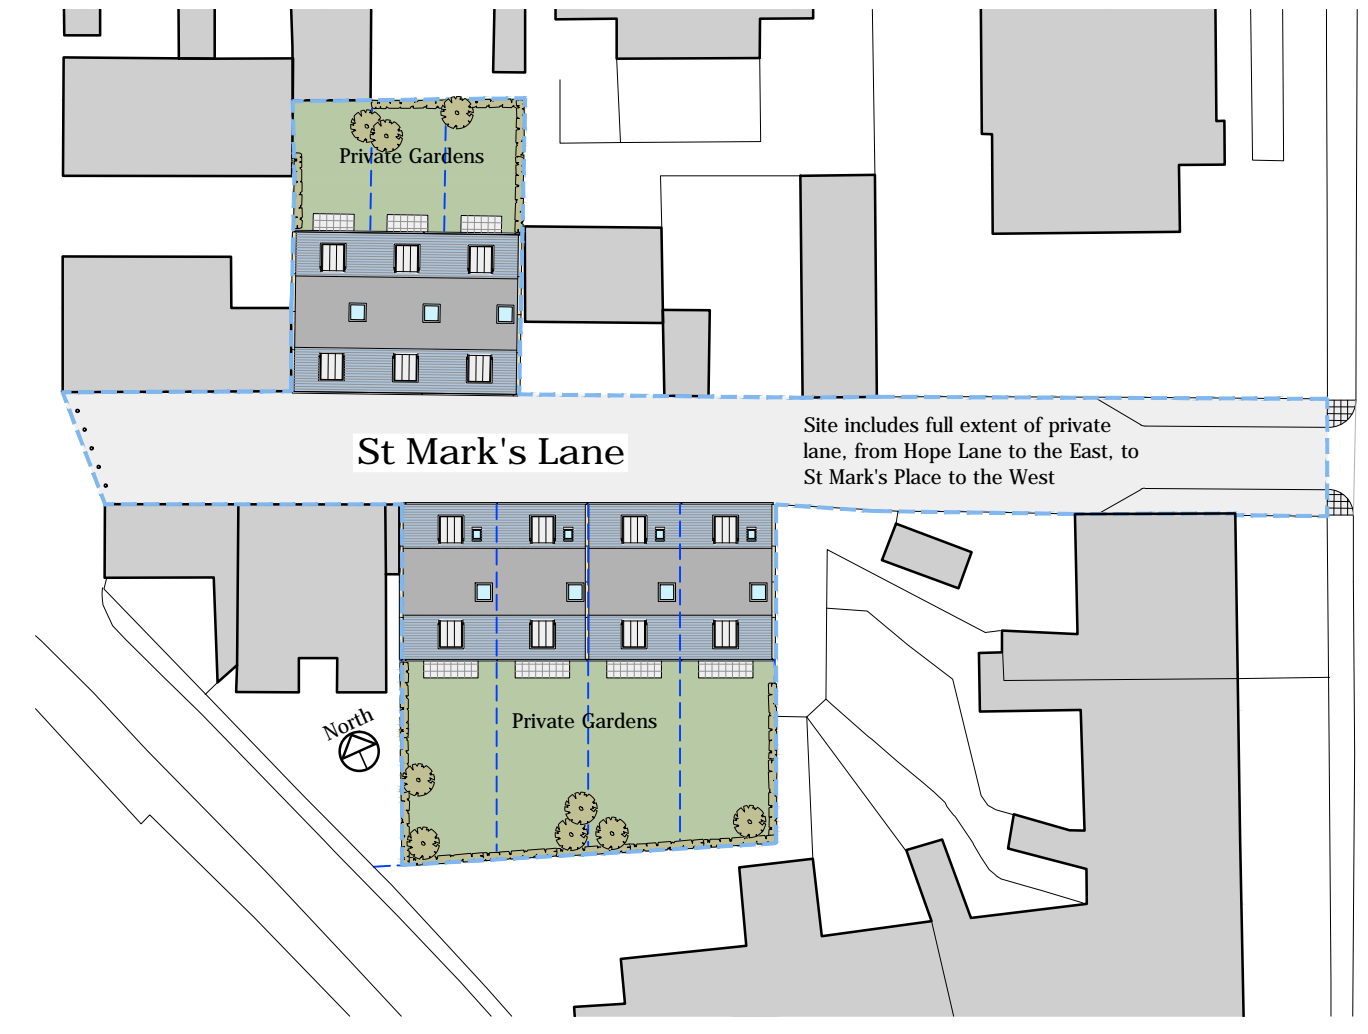 Private Gardens
St Mark's Lane
Site includes full extent of private
lane, from Hope Lane to the East, to
St Mark's Place to the West
North
Private Gardens